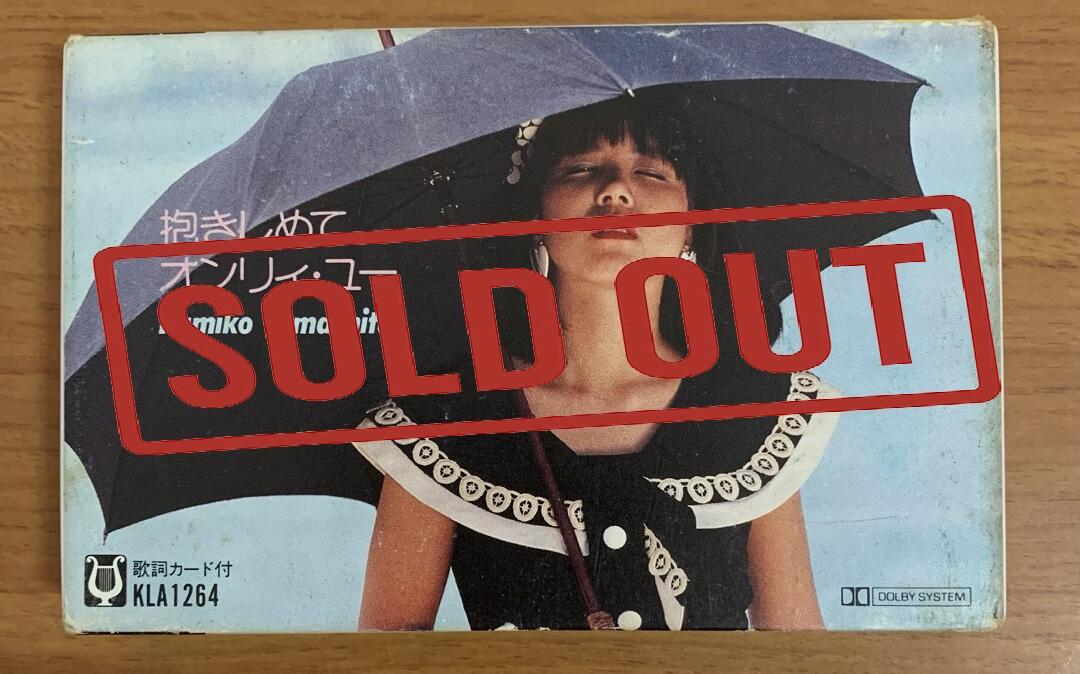 抱きしめて
オンリィ・ユー
SOLD OUT
歌詞カード付
KLA1264
DOLBY SYSTEM